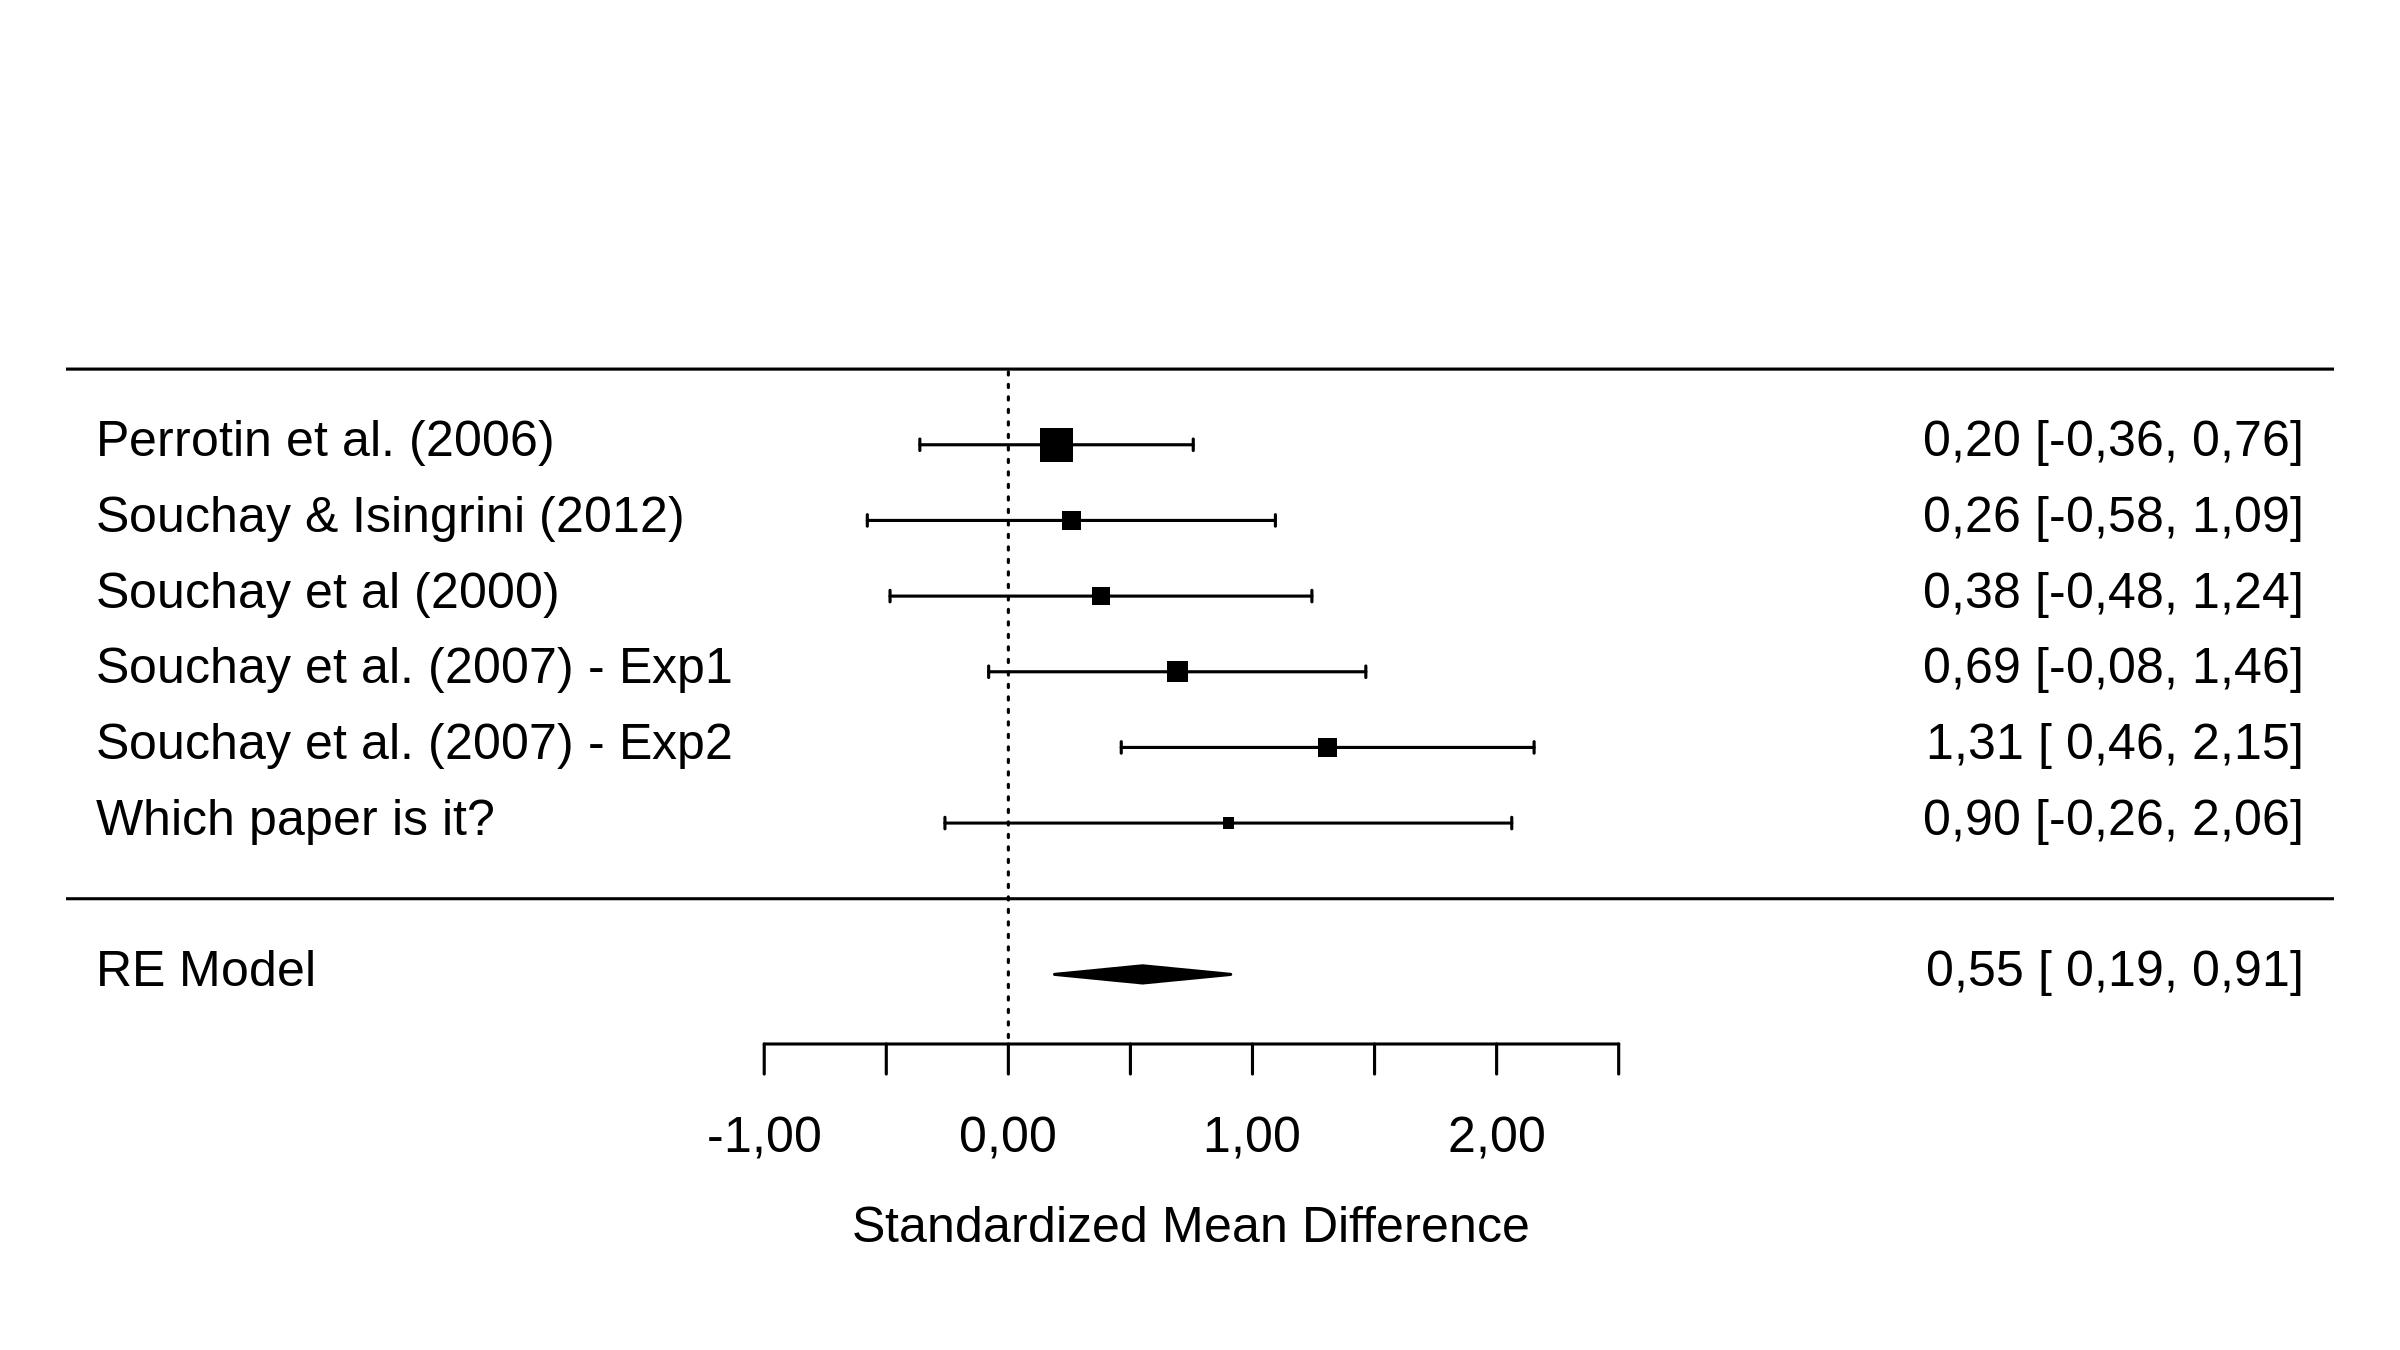 Perrotin et al. (2006) 0,20 [-0,36, 0,76]
Souchay & Isingrini (2012) 0,26 [-0,58, 1,09]
Souchay et al (2000) 0,38 [-0,48, 1,24]
Souchay et al. (2007) - Exp1 0,69 [-0,08, 1,46]
Souchay et al. (2007) - Exp2 1,31 [ 0,46, 2,15]
Which paper is it? 0,90 [-0,26, 2,06]
RE Model 0,55 [ 0,19, 0,91]
-1,00 0,00 1,00 2,00
Standardized Mean Difference